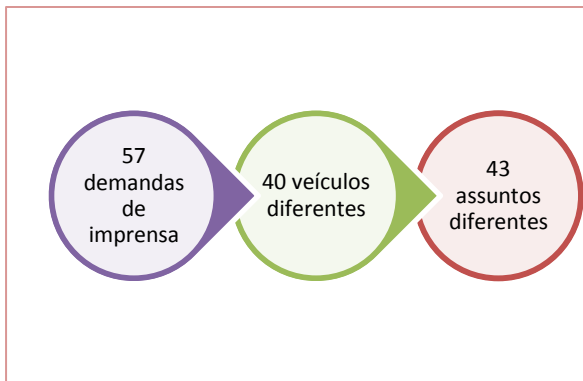 57
demandas
de
imprensa
40 veículos
diferentes
43
assuntos
diferentes